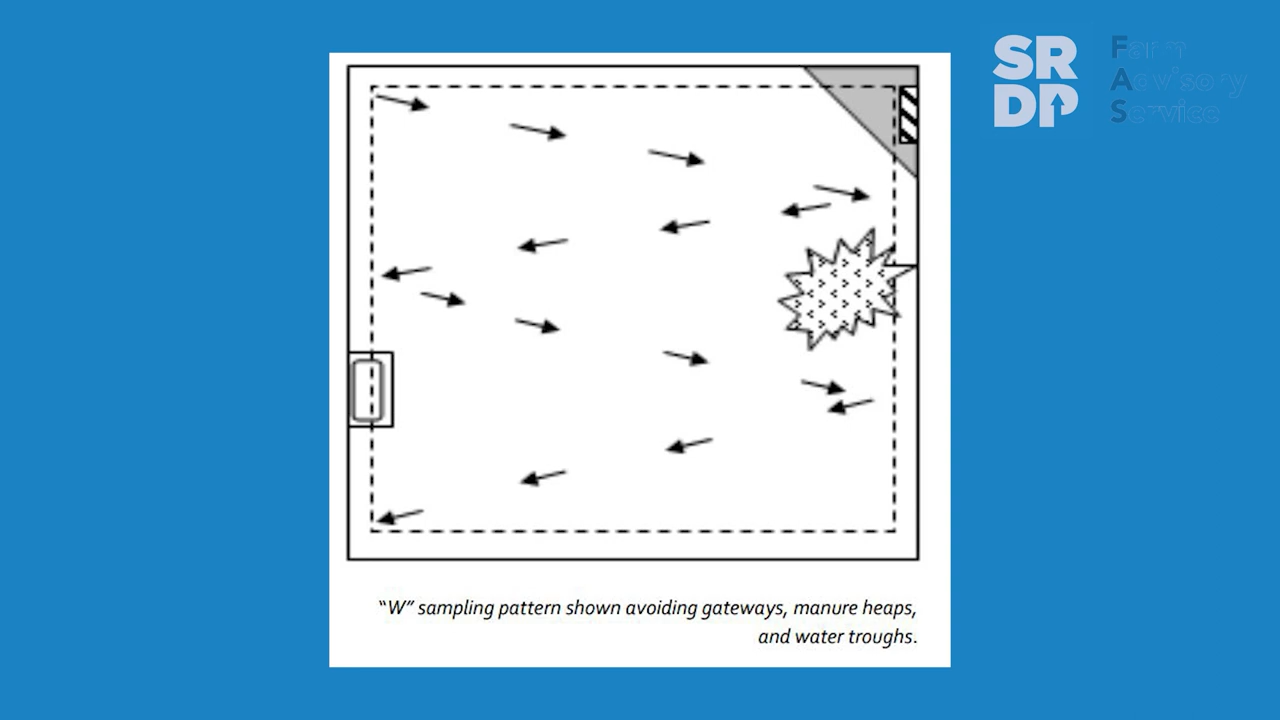 SR
DP
Farm
Advisory
Service
“W” sampling pattern shown avoiding gateways, manure heaps,
and water troughs.